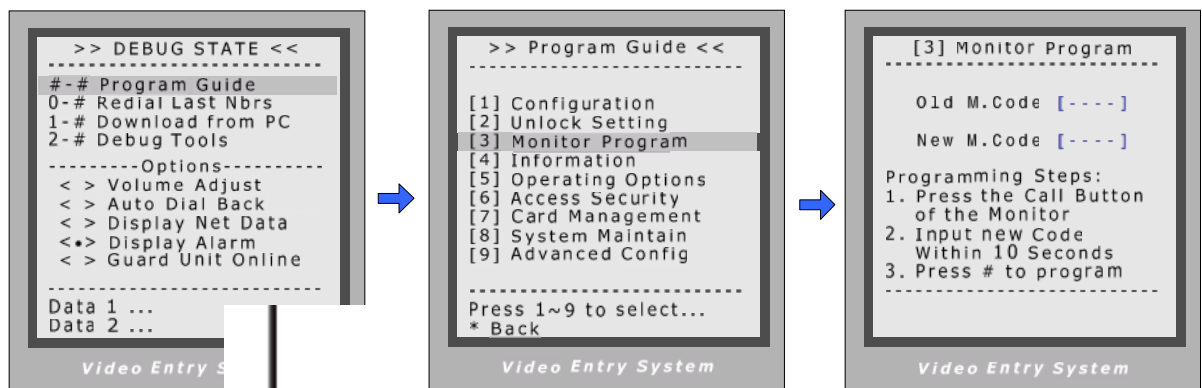 >> DEBUG STATE <<
#-# Program Guide
0-# Redial Last Nbrs
1-# Download from PC
2-# Debug Tools
---------Options----------
< > Volume Adjust
< > Auto Dial Back
< > Display Net Data
<•> Display Alarm
< > Guard Unit Online
Data 1 ...
Data 2 ...
Video Entry S
>> Program Guide <<
[1] Configuration
[2] Unlock Setting
[3] Monitor Program
[4] Information
[5] Operating Options
[6] Access Security
[7] Card Management
[8] System Maintain
[9] Advanced Config
Press 1~9 to select...
* Back
Video Entry System
[3] Monitor Program
Old M.Code [----]
New M.Code [----]
Programming Steps:
1. Press the Call Button
of the Monitor
2. Input new Code
Within 10 Seconds
3. Press # to program
Video Entry System